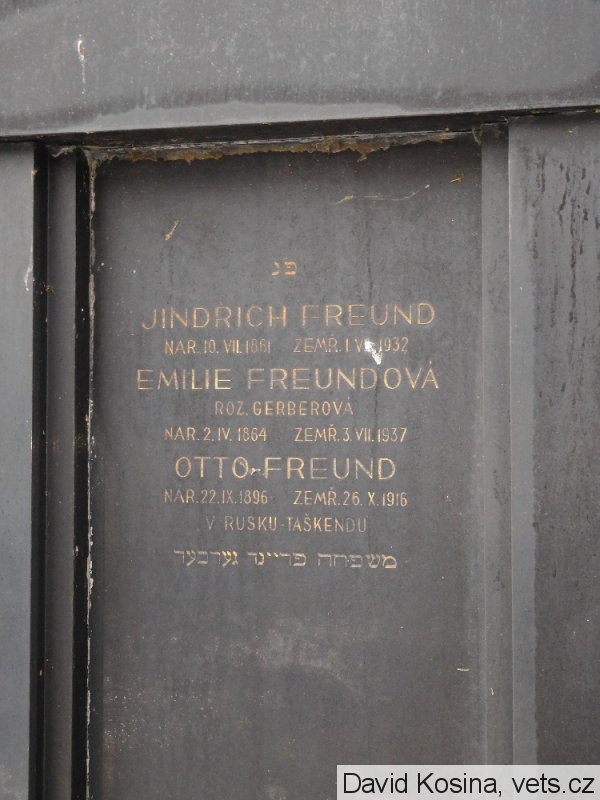 פנ
JINDRICH FREUND
NAR. 10. VII. 1861 ZEMŘ. 1. 1932
EMILIE FREUNDOVÁ
ROZ. GERBEROVÁ
NAR. 2. IV. 1864 ZEMŘ. 3. VII. 1937
OTTO FREUND
NAR. 22. IX. 1896 ZEMŘ. 26. X. 1916
V RUSKU-TAŠKENDU
משפחה פריינד גערבער
David Kosina, vets.cz